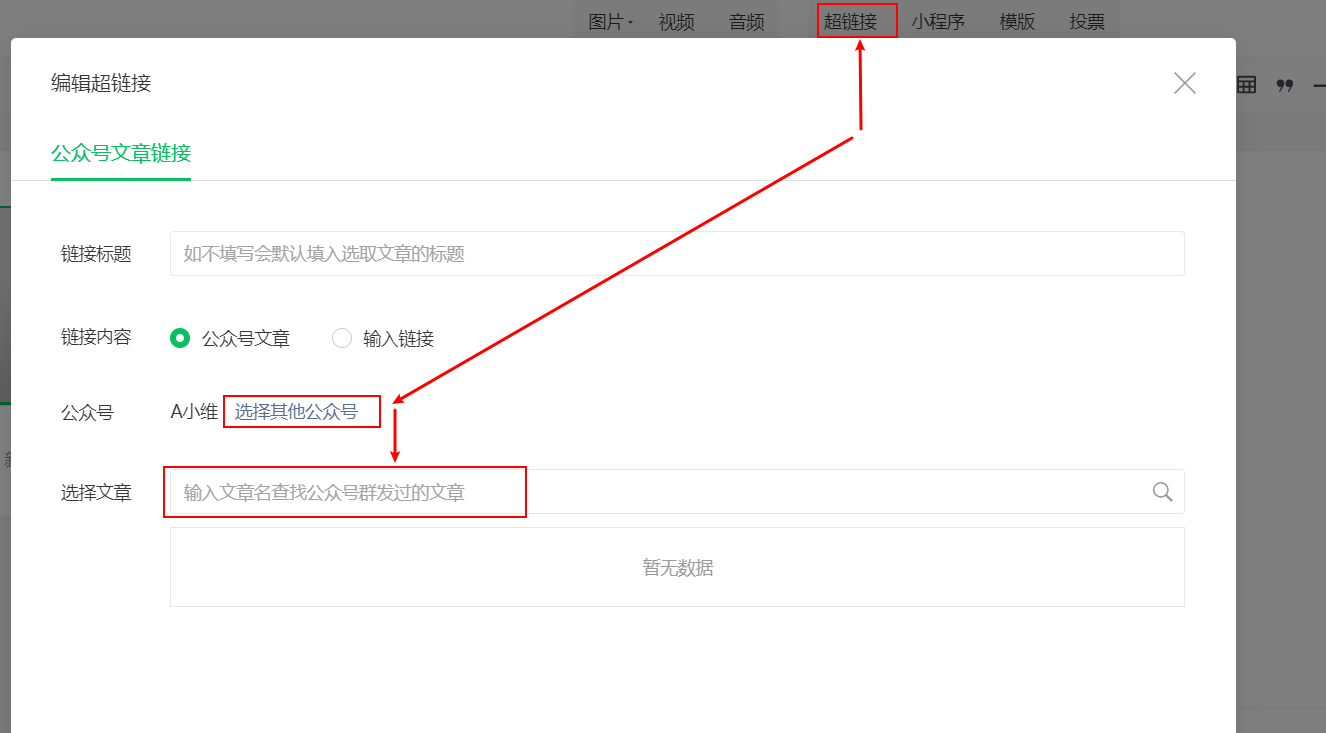 图片 视频 音频 超链接 小程序 模版 投票
编辑超链接
公众号文章链接
链接标题 如不填写会默认填入选取文章的标题
链接内容 公众号文章 输入链接
公众号 A小维 选择其他公众号
选择文章 输入文章名查找公众号群发过的文章
暂无数据